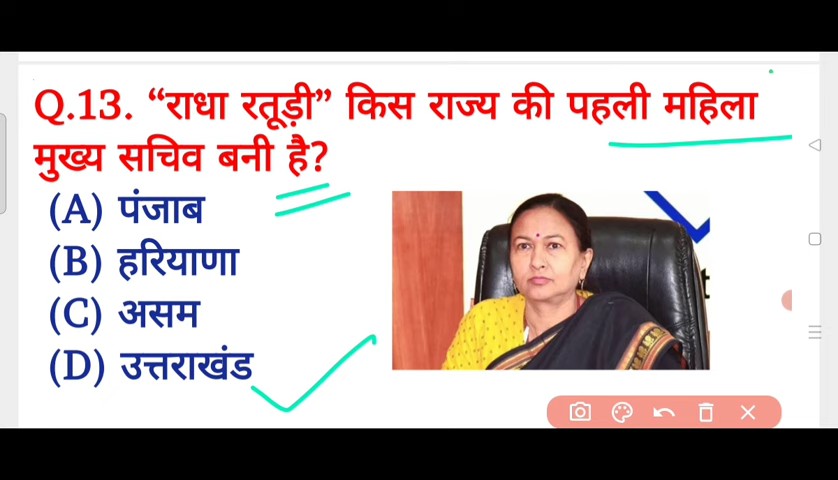 Q.13. “राधा रतूड़ी” किस राज्य की पहली महिला
मुख्य सचिव बनी है?
(A) पंजाब
(B) हरियाणा
(C) असम
(D) उत्तराखंड